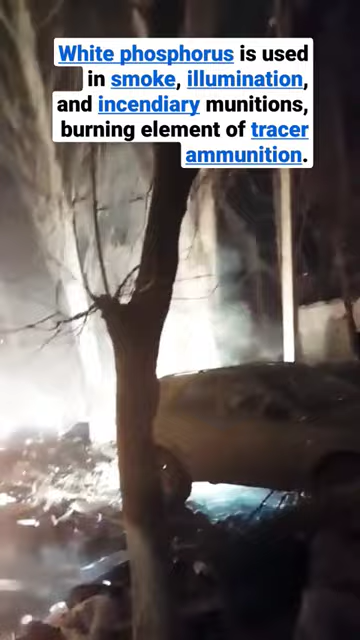 White phosphorus is used
in smoke, illumination,
and incendiary munitions,
burning element of tracer
ammunition.